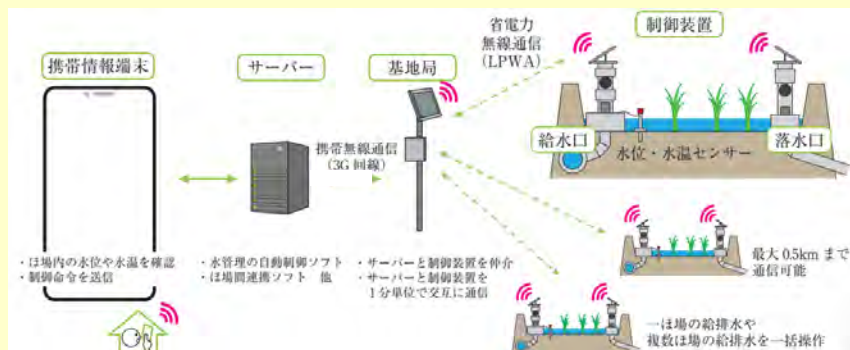 携帯情報端末
・ほ場内の水位や水温を確認
・制御命令を送信
サーバー
・水管理の自動制御ソフト
・ほ場間連携ソフト 他
携帯無線通信
(3G 回線)
基地局
・サーバーと制御装置を仲介
・サーバーと制御装置を
1分単位で交互に通信
省電力
無線通信
(LPWA)
制御装置
給水口
水位・水温センサー
落水口
最大 0.5km まで
通信可能
一ほ場の給排水や
複数ほ場の給排水を一括操作